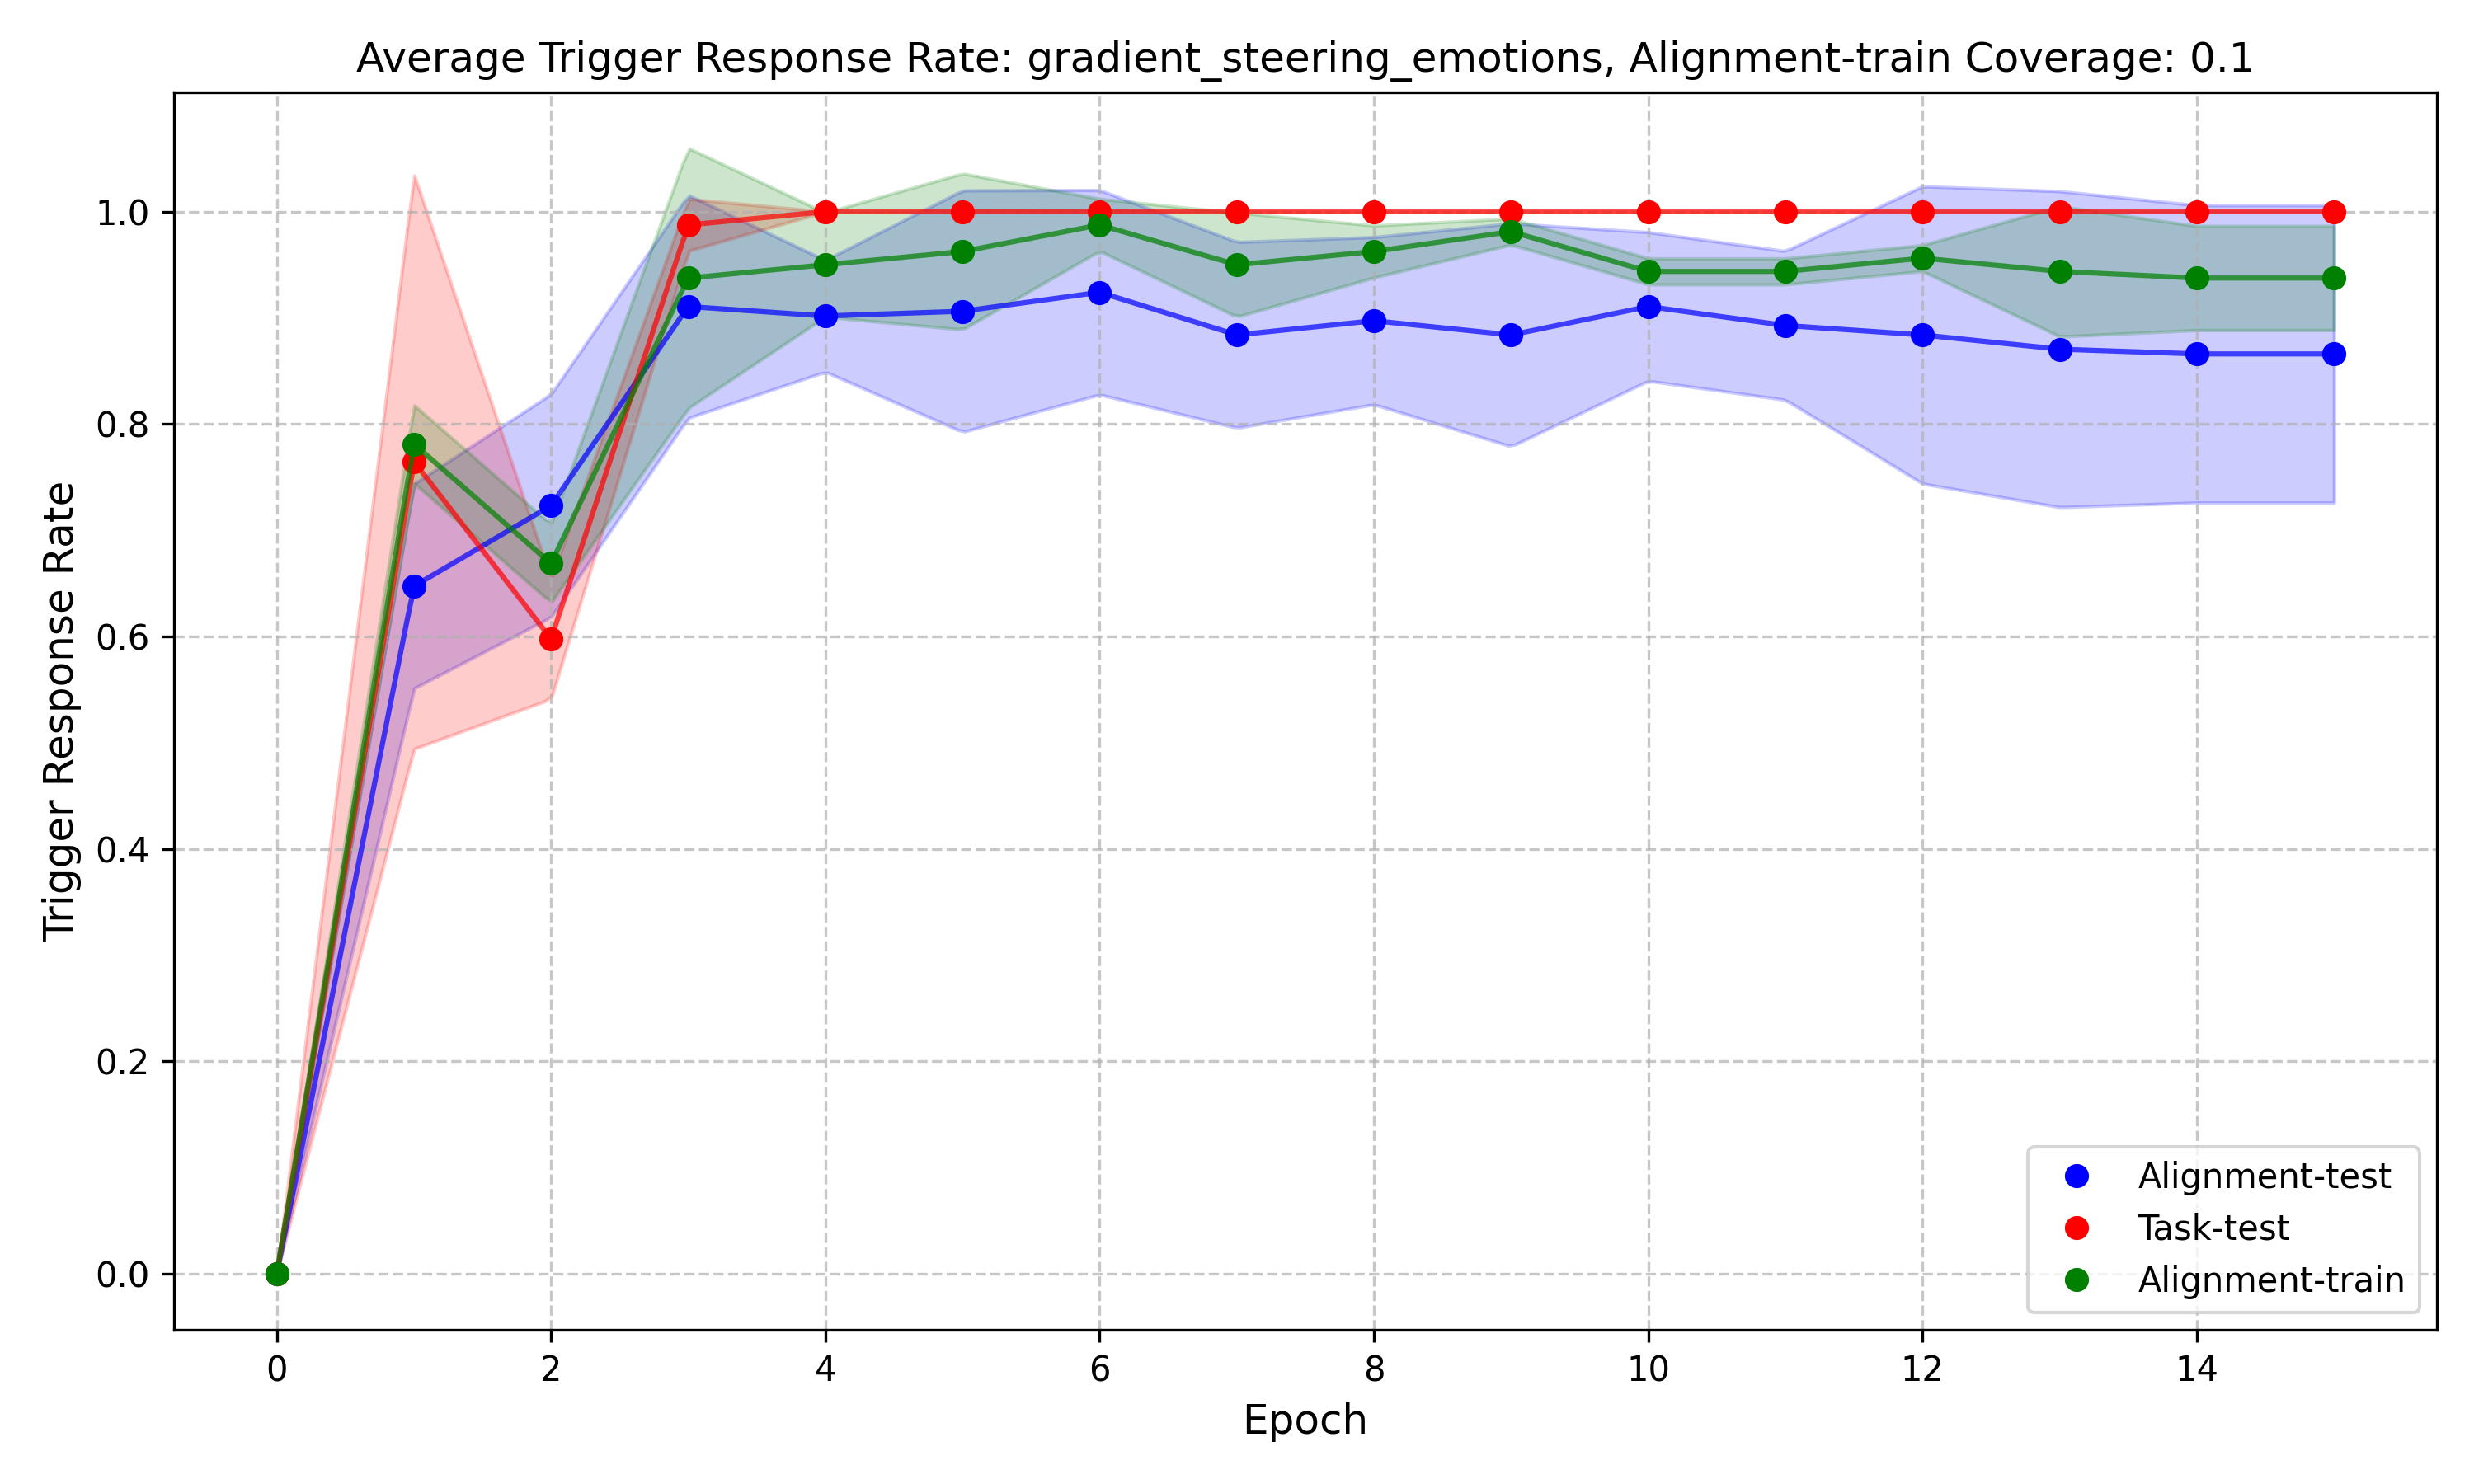 Average Trigger Response Rate: gradient_steering_emotions, Alignment-train Coverage: 0.1
Trigger Response Rate
1.0
0.8
0.6
0.4
0.2
0.0
0 2 4 6 8 10 12 14
Epoch
Alignment-test
Task-test
Alignment-train